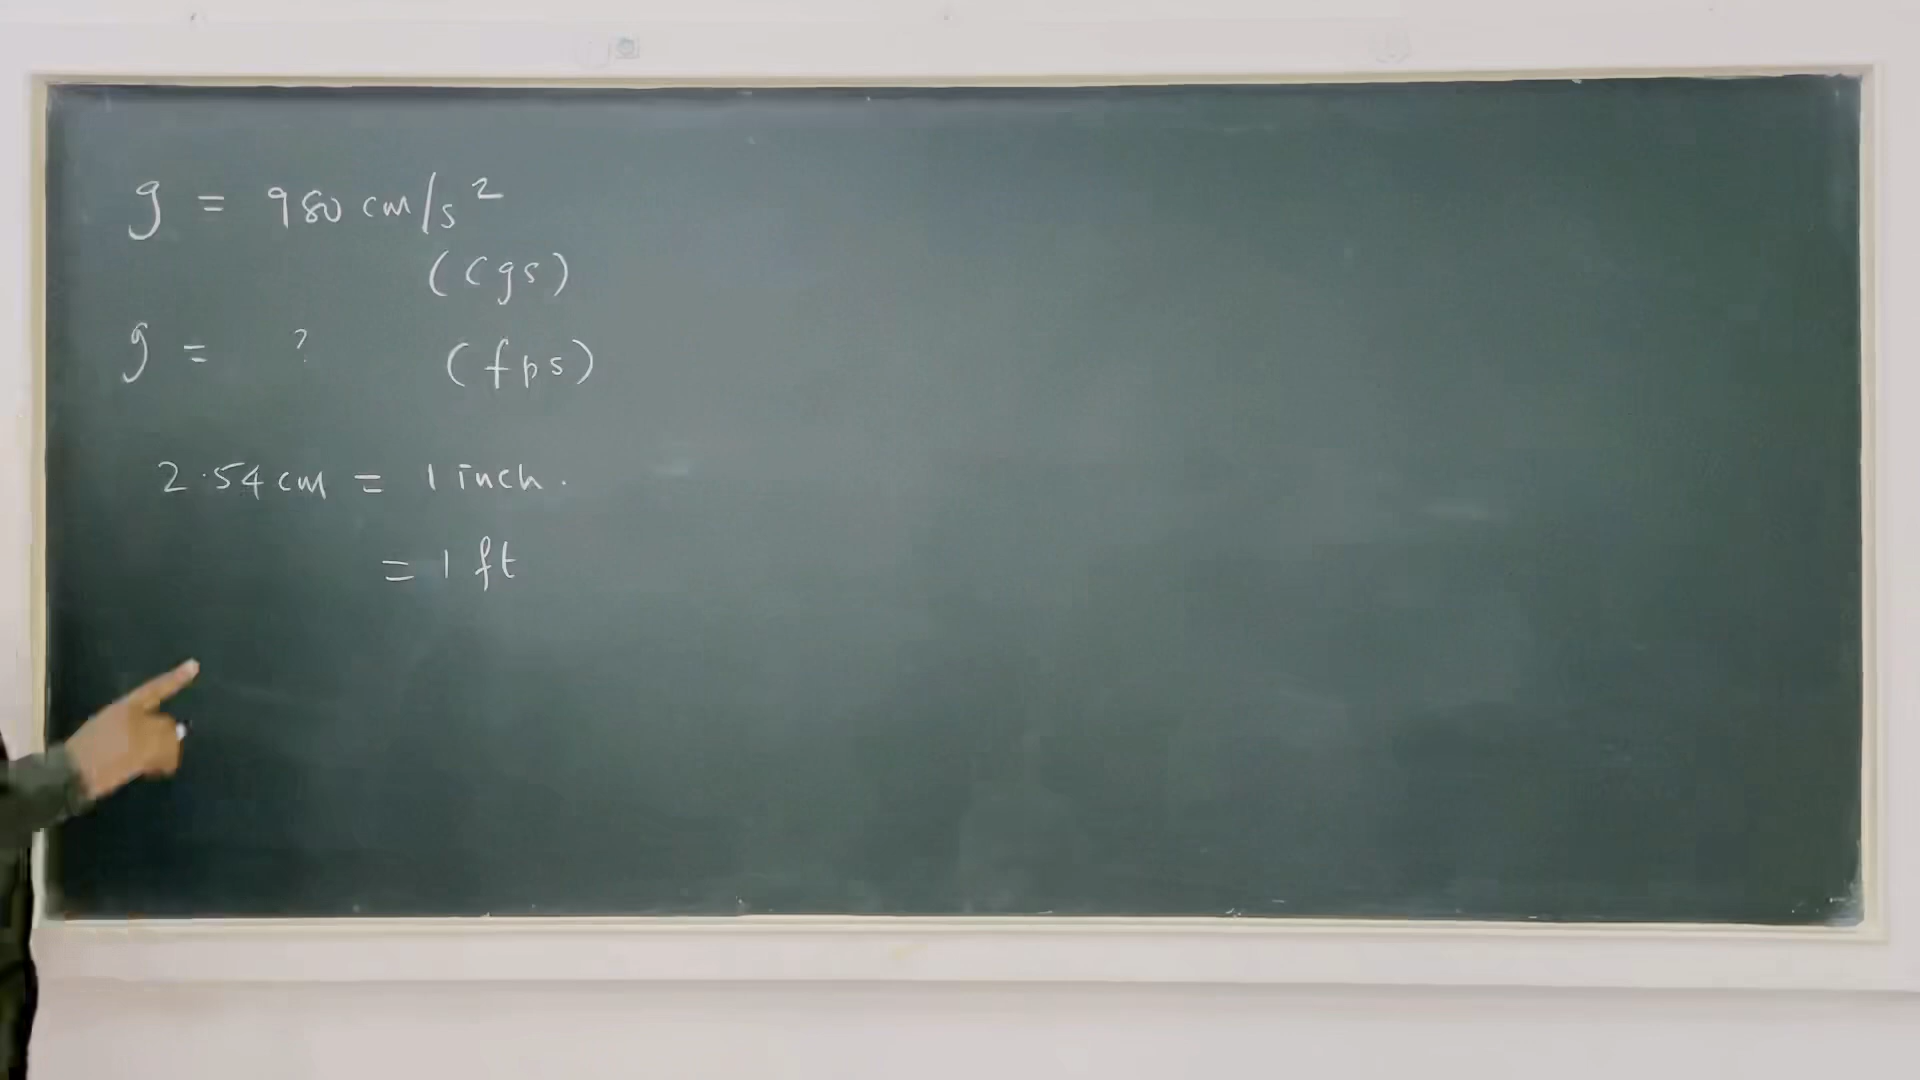 g = 980 cm/s²
(cgs)
g = ? (fps)
2.54 cm = 1 inch.
= 1 ft